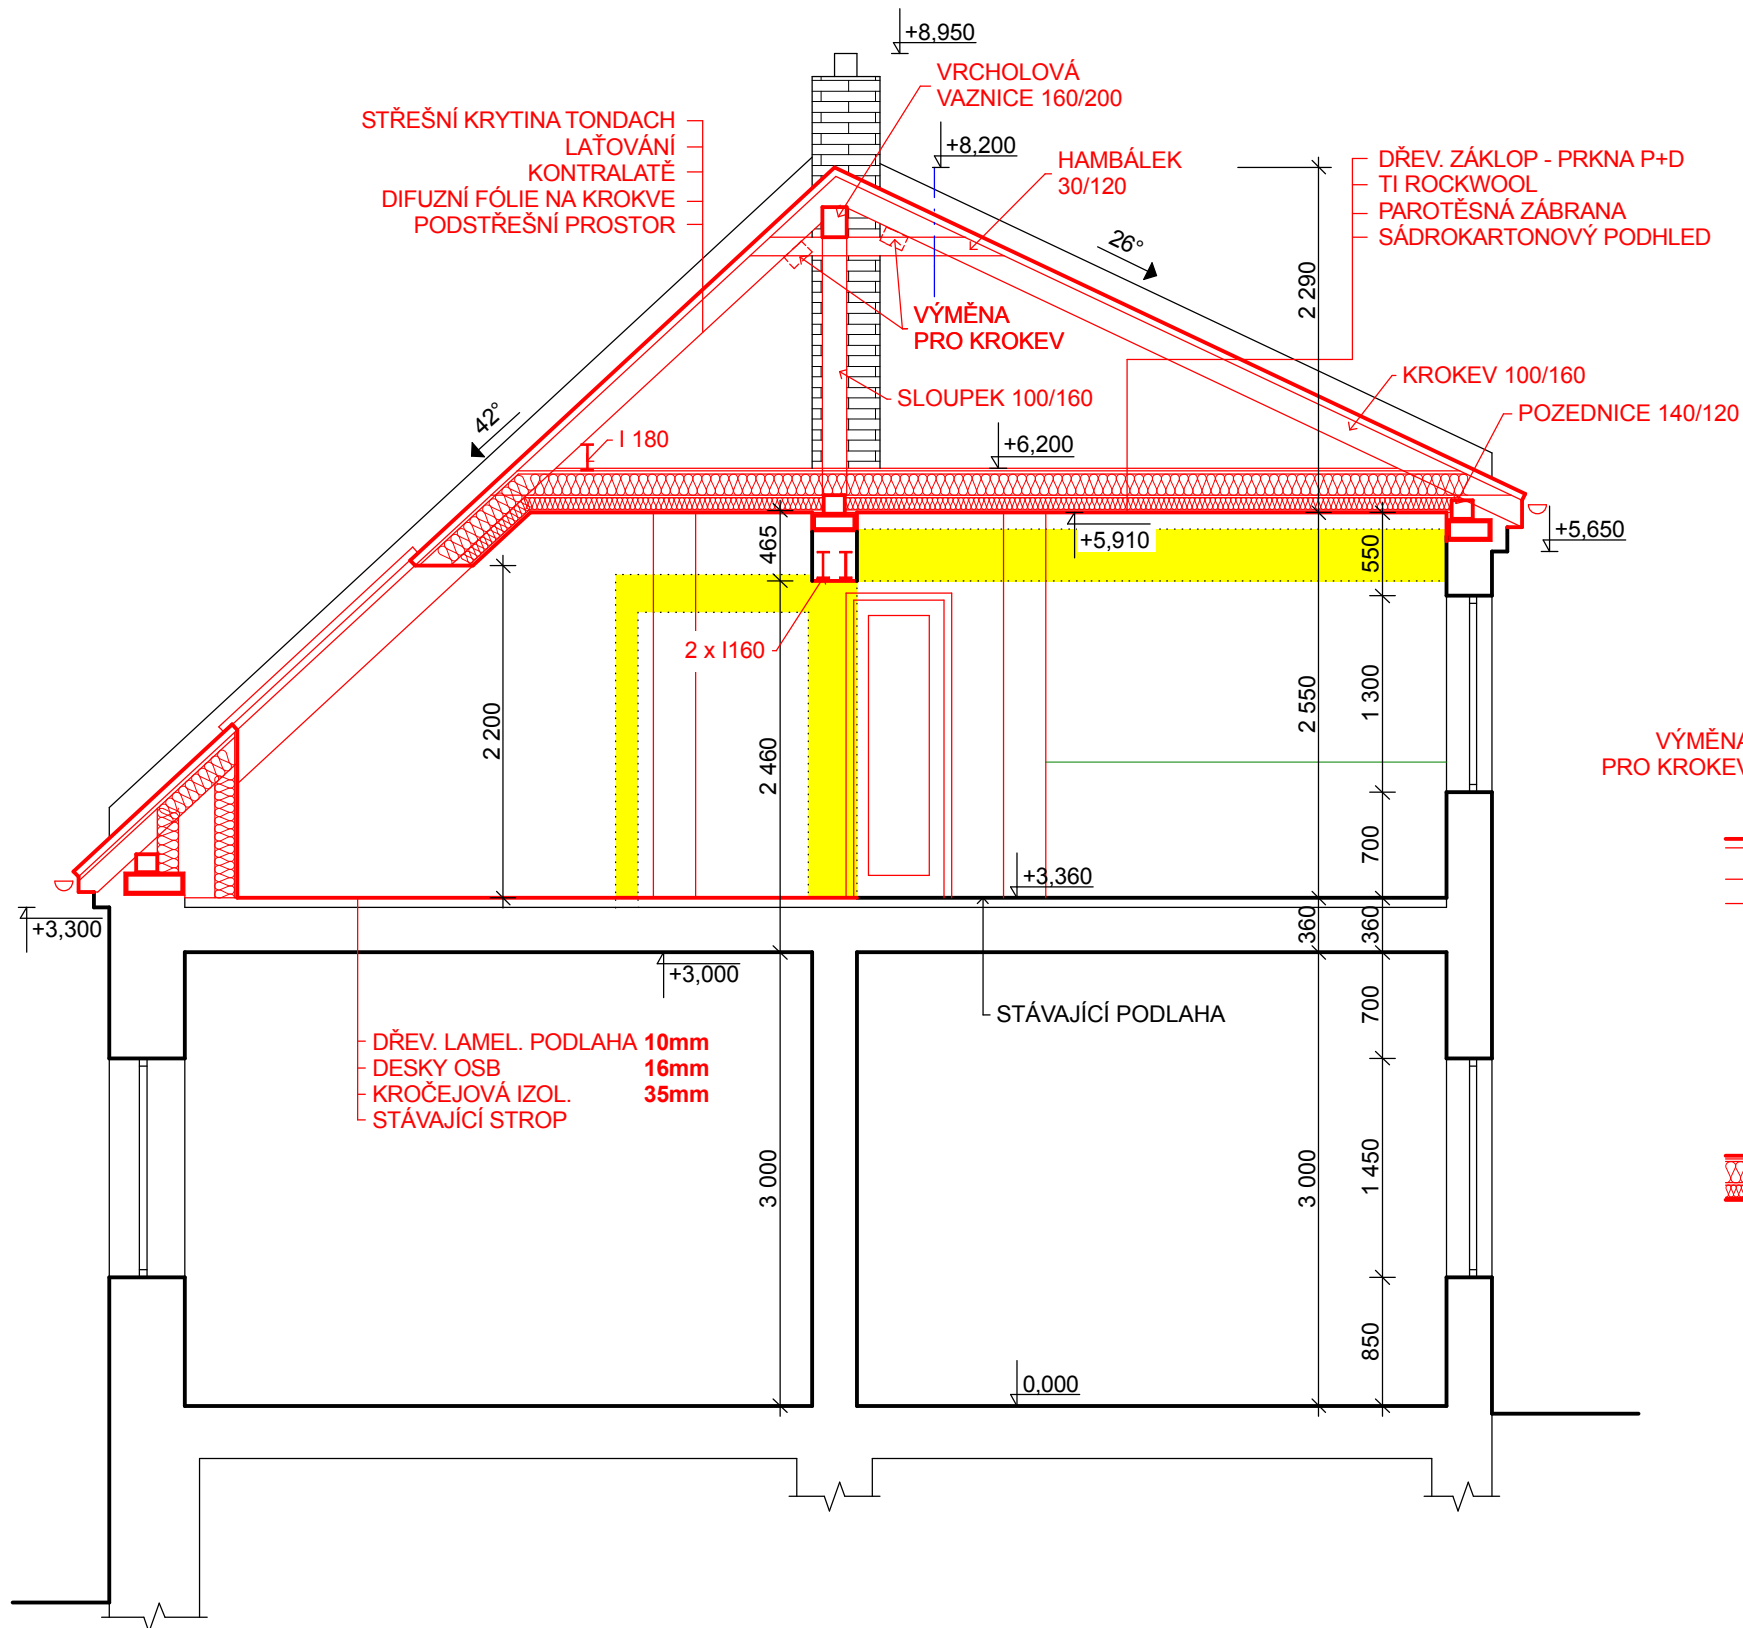 +8,950
VRCHOLOVÁ
VAZNICE 160/200
STŘEŠNÍ KRYTINA TONDACH
LAŤOVÁNÍ
KONTRALATĚ
DIFUZNÍ FÓLIE NA KROKVE
PODSTŘEŠNÍ PROSTOR
+8,200
HAMBÁLEK
30/120
DŘEV. ZÁKLOP - PRKNA P+D
TI ROCKWOOL
PAROTĚSNÁ ZÁBRANA
SÁDROKARTONOVÝ PODHLED
26°
2 290
VÝMĚNA
PRO KROKEV
KROKEV 100/160
SLOUPEK 100/160
POZEDNICE 140/120
42°
I 180
+6,200
+5,910
+5,650
465
550
2 x I160
2 200
2 460
2 550
1 300
VÝMĚNA
PRO KROKEV
700
+3,360
+3,300
360
360
+3,000
STÁVAJÍCÍ PODLAHA
700
DŘEV. LAMEL. PODLAHA 10mm
DESKY OSB 16mm
KROČEJOVÁ IZOL. 35mm
STÁVAJÍCÍ STROP
3 000
3 000
1 450
850
0,000